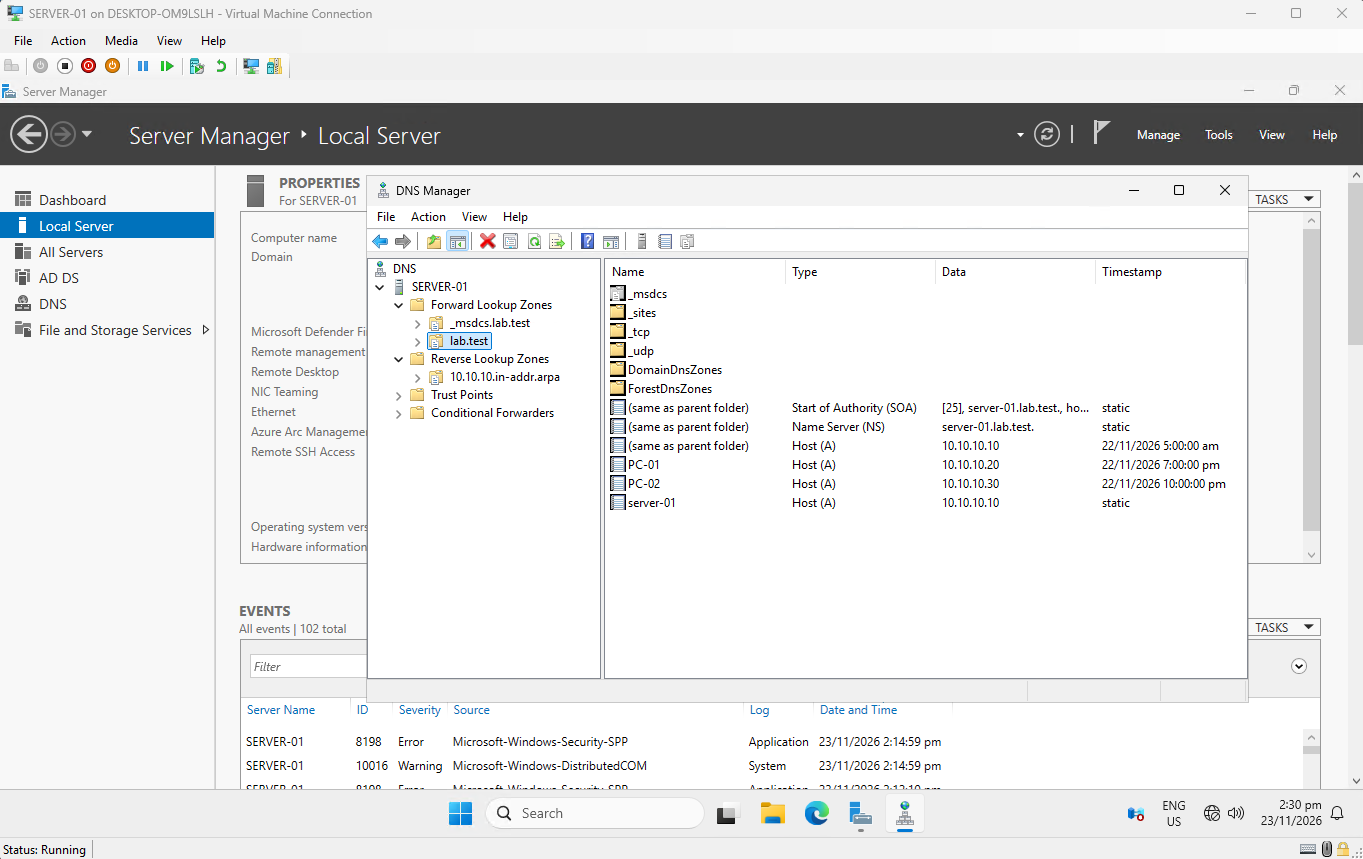 SERVER-01 on DESKTOP-OM9LSLH - Virtual Machine Connection
File Action Media View Help
Server Manager
Server Manager Local Server
Manage Tools View Help
Dashboard
Local Server
All Servers
AD DS
DNS
File and Storage Services
PROPERTIES
For SERVER-01
TASKS
Computer name
Domain
Microsoft Defender Fi
Remote management
Remote Desktop
NIC Teaming
Ethernet
Azure Arc Manageme
Remote SSH Access
Operating system vers
Hardware information
DNS Manager
File Action View Help
DNS
SERVER-01
Forward Lookup Zones
_msdcs.lab.test
lab.test
Reverse Lookup Zones
10.10.10.in-addr.arpa
Trust Points
Conditional Forwarders
Name Type Data Timestamp
_msdcs
_sites
_tcp
_udp
DomainDnsZones
ForestDnsZones
(same as parent folder) Start of Authority (SOA) [25], server-01.lab.test., ho... static
(same as parent folder) Name Server (NS) server-01.lab.test. static
(same as parent folder) Host (A) 10.10.10.10 22/11/2026 5:00:00 am
PC-01 Host (A) 10.10.10.20 22/11/2026 7:00:00 pm
PC-02 Host (A) 10.10.10.30 22/11/2026 10:00:00 pm
server-01 Host (A) 10.10.10.10 static
EVENTS
All events | 102 total
TASKS
Filter
Server Name ID Severity Source Log Date and Time
SERVER-01 8198 Error Microsoft-Windows-Security-SPP Application 23/11/2026 2:14:59 pm
SERVER-01 10016 Warning Microsoft-Windows-DistributedCOM System 23/11/2026 2:14:59 pm
SERVER-01 8198 Error Microsoft-Windows-Security-SPP Application
Search
ENG
US
2:30 pm
23/11/2026
Status: Running